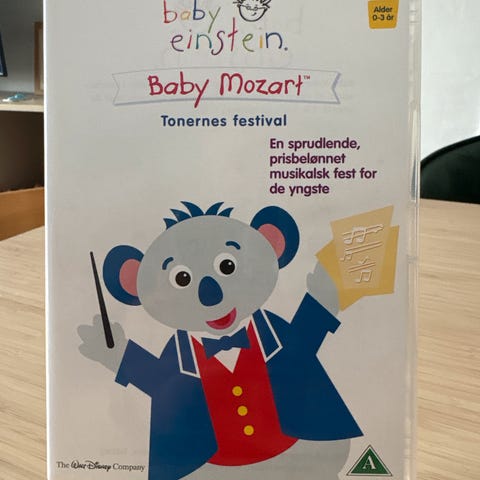 baby
einstein.
Alder
0-3 år
Baby Mozart™
Tonernes festival
En sprudlende,
prisbelønnet
musikalsk fest for
de yngste
The Walt Disney Company
A